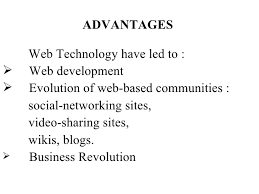 ADVANTAGES
Web Technology have led to :
➢ Web development
➢ Evolution of web-based communities :
social-networking sites,
video-sharing sites,
wikis, blogs.
➢ Business Revolution